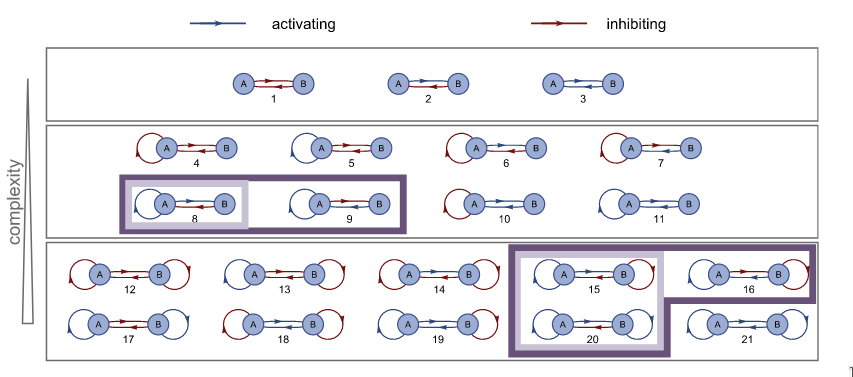 activating inhibiting
complexity
A B A B A B
1 2 3
A B A B A B A B
4 5 6 7
A B A B A B A B
8 9 10 11
A B A B A B A B A B
12 13 14 15 16
A B A B A B A B A B
17 18 19 20 21